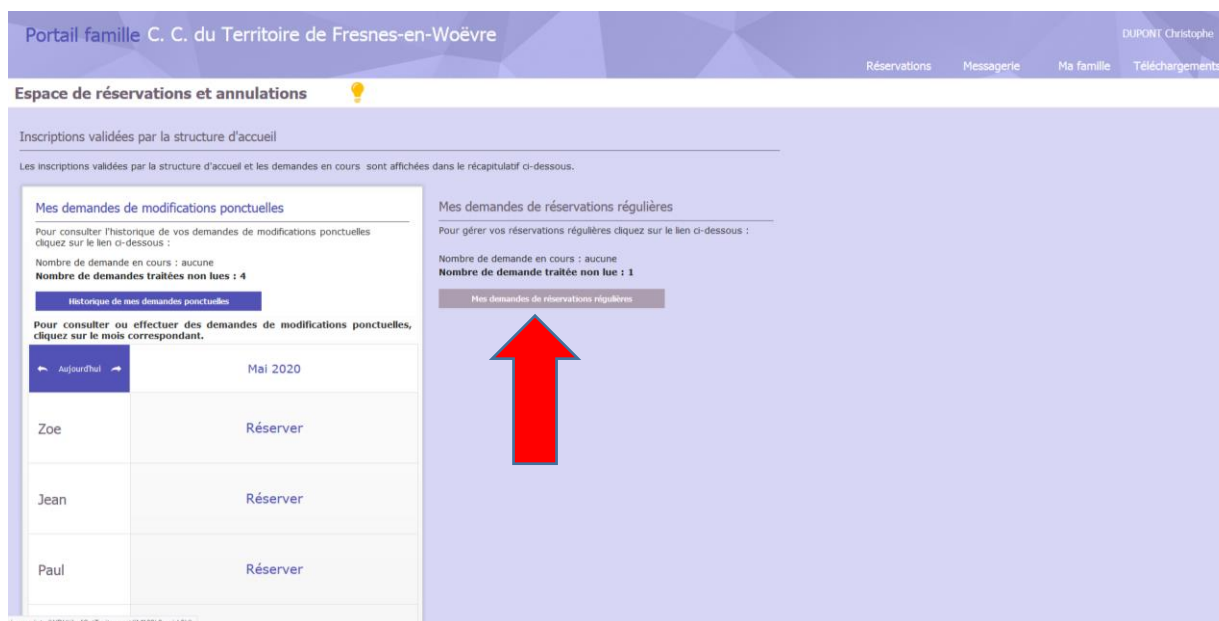 Portail famille C. C. du Territoire de Fresnes-en-Woëvre
DUPONT Christophe
Réservations Messagerie Ma famille Téléchargements
Espace de réservations et annulations
Inscriptions validées par la structure d'accueil
Les inscriptions validées par la structure d'accueil et les demandes en cours sont affichées dans le récapitulatif ci-dessous.
Mes demandes de modifications ponctuelles
Pour consulter l'historique de vos demandes de modifications ponctuelles
cliquez sur le lien ci-dessous :
Nombre de demande en cours : aucune
Nombre de demandes traitées non lues : 4
Historique de mes demandes ponctuelles
Pour consulter ou effectuer des demandes de modifications ponctuelles,
cliquez sur le mois correspondant.
Mes demandes de réservations régulières
Pour gérer vos réservations régulières cliquez sur le lien ci-dessous :
Nombre de demande en cours : aucune
Nombre de demande traitée non lue : 1
Mes demandes de réservations régulières
Aujourd'hui Mai 2020
Zoe Réserver
Jean Réserver
Paul Réserver